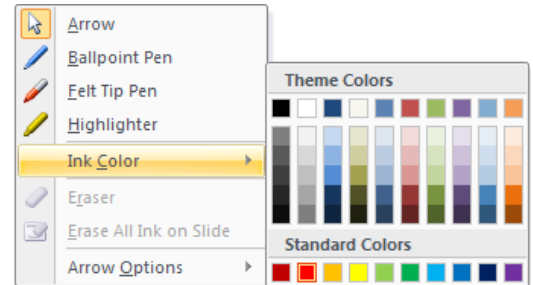 Arrow
Ballpoint Pen
Felt Tip Pen
Highlighter
Ink Color
Eraser
Erase All Ink on Slide
Arrow Options
Theme Colors
Standard Colors